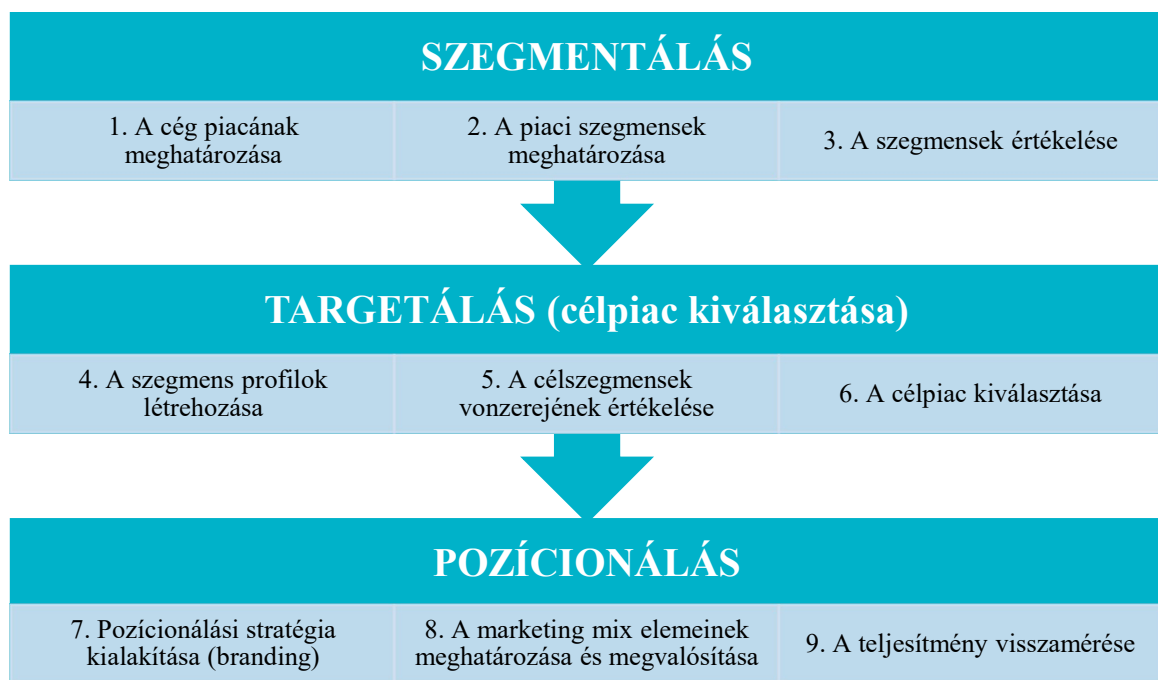 SZEGMENTÁLÁS
1. A cég piacának
meghatározása
2. A piaci szegmensek
meghatározása
3. A szegmensek értékelése
TARGETÁLÁS (célpiac kiválasztása)
4. A szegmens profilok
létrehozása
5. A célszegmensek
vonzerejének értékelése
6. A célpiac kiválasztása
POZÍCIONÁLÁS
7. Pozícionálási stratégia
kialakítása (branding)
8. A marketing mix elemeinek
meghatározása és megvalósítása
9. A teljesítmény visszamérése